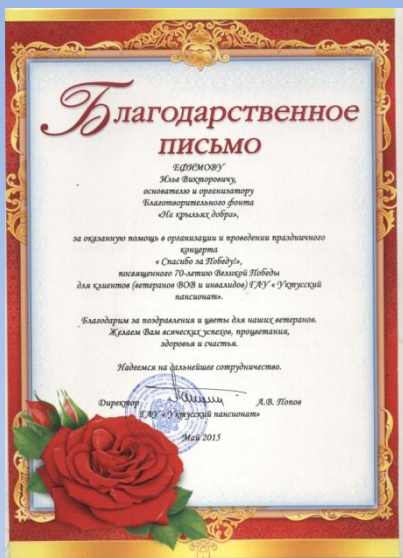 Благодарственное
письмо
ЕФИМОВУ
Илье Викторовичу,
основателю и организатору
Благотворительного фонта
«На крыльях добра»,
за оказанную помощь в организации и проведении праздничного
концерта
« Спасибо за Победу!»,
посвященного 70-летию Великой Победы
для клиентов (ветеранов ВОВ и инвалидов) ГАУ « Уктусский
пансионат».
Благодарим за поздравления и цветы для наших ветеранов.
Желаем Вам всяческих успехов, процветания,
здоровья и счастья.
Надеемся на дальнейшее сотрудничество.
Директор А.В. Попов
ГАУ « Уктусский пансионат»
Май 2015